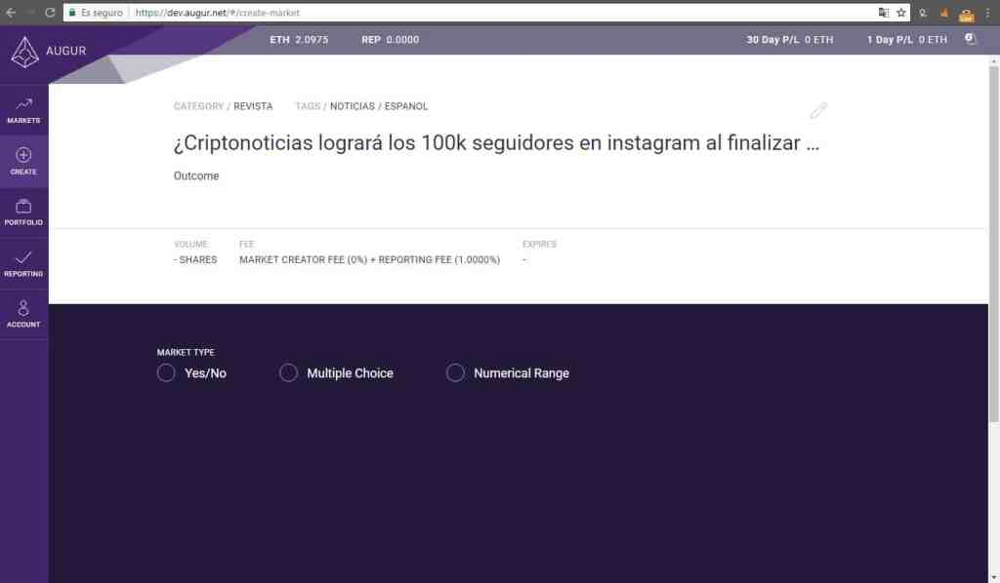 Es seguro https://dev.augur.net/#/create-market
AUGUR
ETH 2.0975 REP 0.0000 30 Day P/L 0 ETH 1 Day P/L 0 ETH
MARKETS
CREATE
PORTFOLIO
REPORTING
ACCOUNT
CATEGORY / REVISTA TAGS / NOTICIAS / ESPANOL
¿Criptonoticias logrará los 100k seguidores en instagram al finalizar ...
Outcome
VOLUME FEE EXPIRES
- SHARES MARKET CREATOR FEE (0%) + REPORTING FEE (1.0000%) -
MARKET TYPE
Yes/No Multiple Choice Numerical Range